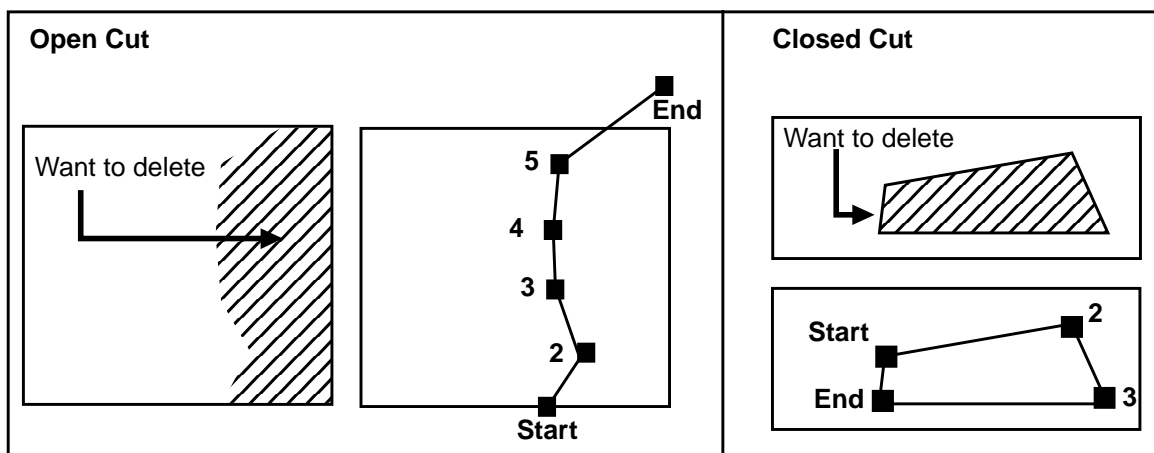 Open Cut
Want to delete
End
5
4
3
2
Start
Closed Cut
Want to delete
Start
2
End
3